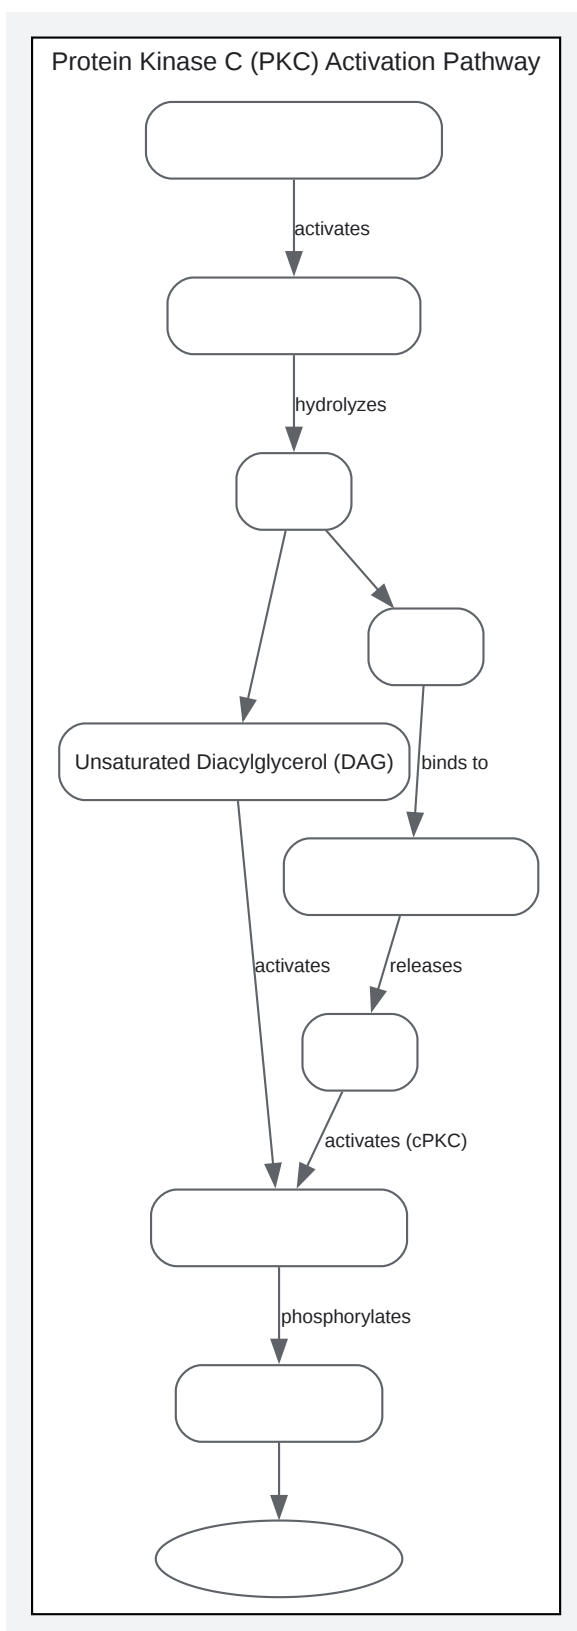 Protein Kinase C (PKC) Activation Pathway
activates
hydrolyzes
Unsaturated Diacylglycerol (DAG)
binds to
activates
releases
activates (cPKC)
phosphorylates